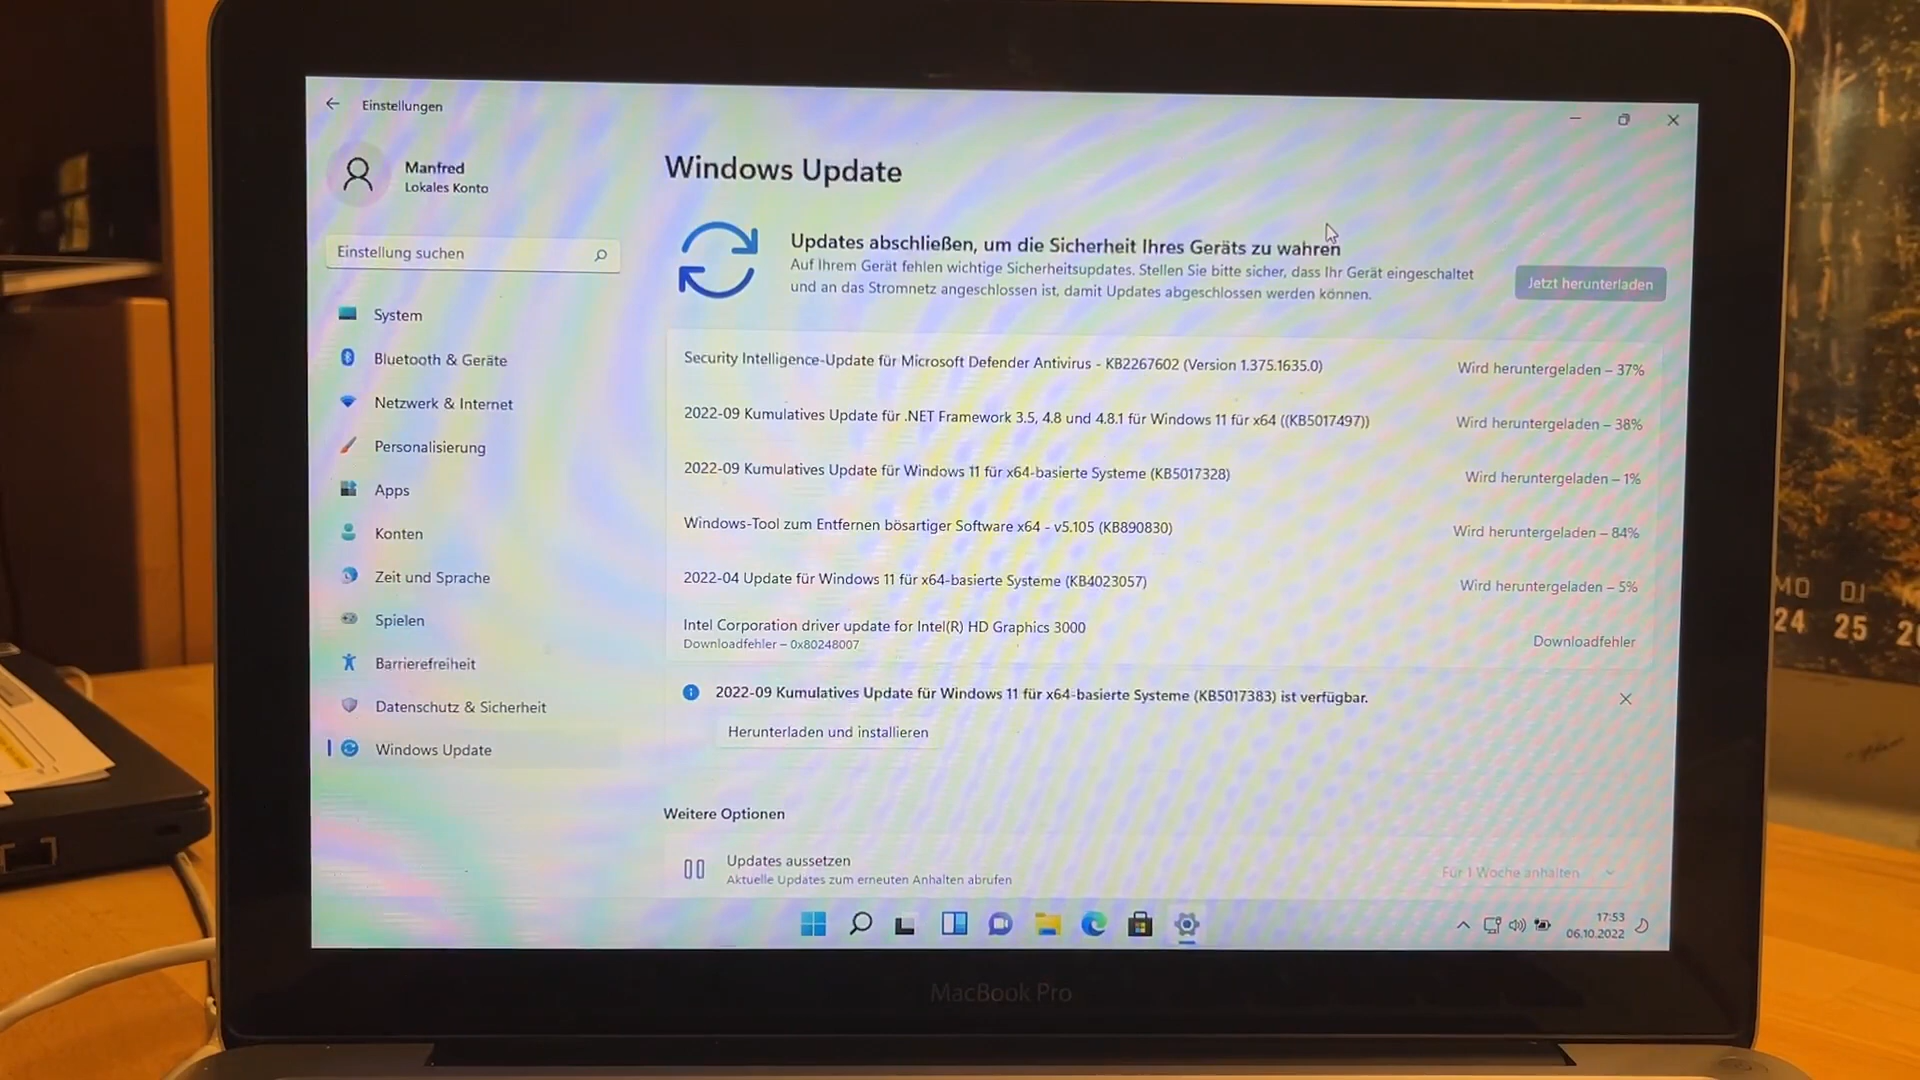 Einstellungen
Manfred
Lokales Konto
Einstellung suchen
System
Bluetooth & Geräte
Netzwerk & Internet
Personalisierung
Apps
Konten
Zeit und Sprache
Spielen
Barrierefreiheit
Datenschutz & Sicherheit
Windows Update
Windows Update
Updates abschließen, um die Sicherheit Ihres Geräts zu wahren
Auf Ihrem Gerät fehlen wichtige Sicherheitsupdates. Stellen Sie bitte sicher, dass Ihr Gerät eingeschaltet
und an das Stromnetz angeschlossen ist, damit Updates abgeschlossen werden können.
Jetzt herunterladen
Security Intelligence-Update für Microsoft Defender Antivirus - KB2267602 (Version 1.375.1635.0)
Wird heruntergeladen – 37%
2022-09 Kumulatives Update für .NET Framework 3.5, 4.8 und 4.8.1 für Windows 11 für x64 ((KB5017497))
Wird heruntergeladen – 38%
2022-09 Kumulatives Update für Windows 11 für x64-basierte Systeme (KB5017328)
Wird heruntergeladen – 1%
Windows-Tool zum Entfernen bösartiger Software x64 - v5.105 (KB890830)
Wird heruntergeladen – 84%
2022-04 Update für Windows 11 für x64-basierte Systeme (KB4023057)
Wird heruntergeladen – 5%
Intel Corporation driver update for Intel(R) HD Graphics 3000
Downloadfehler – 0x80248007
Downloadfehler
2022-09 Kumulatives Update für Windows 11 für x64-basierte Systeme (KB5017383) ist verfügbar.
Herunterladen und installieren
Weitere Optionen
Updates aussetzen
Aktuelle Updates zum erneuten Anhalten abrufen
Für 1 Woche anhalten
17:53
06.10.2022
MacBook Pro
MO DI
24 25